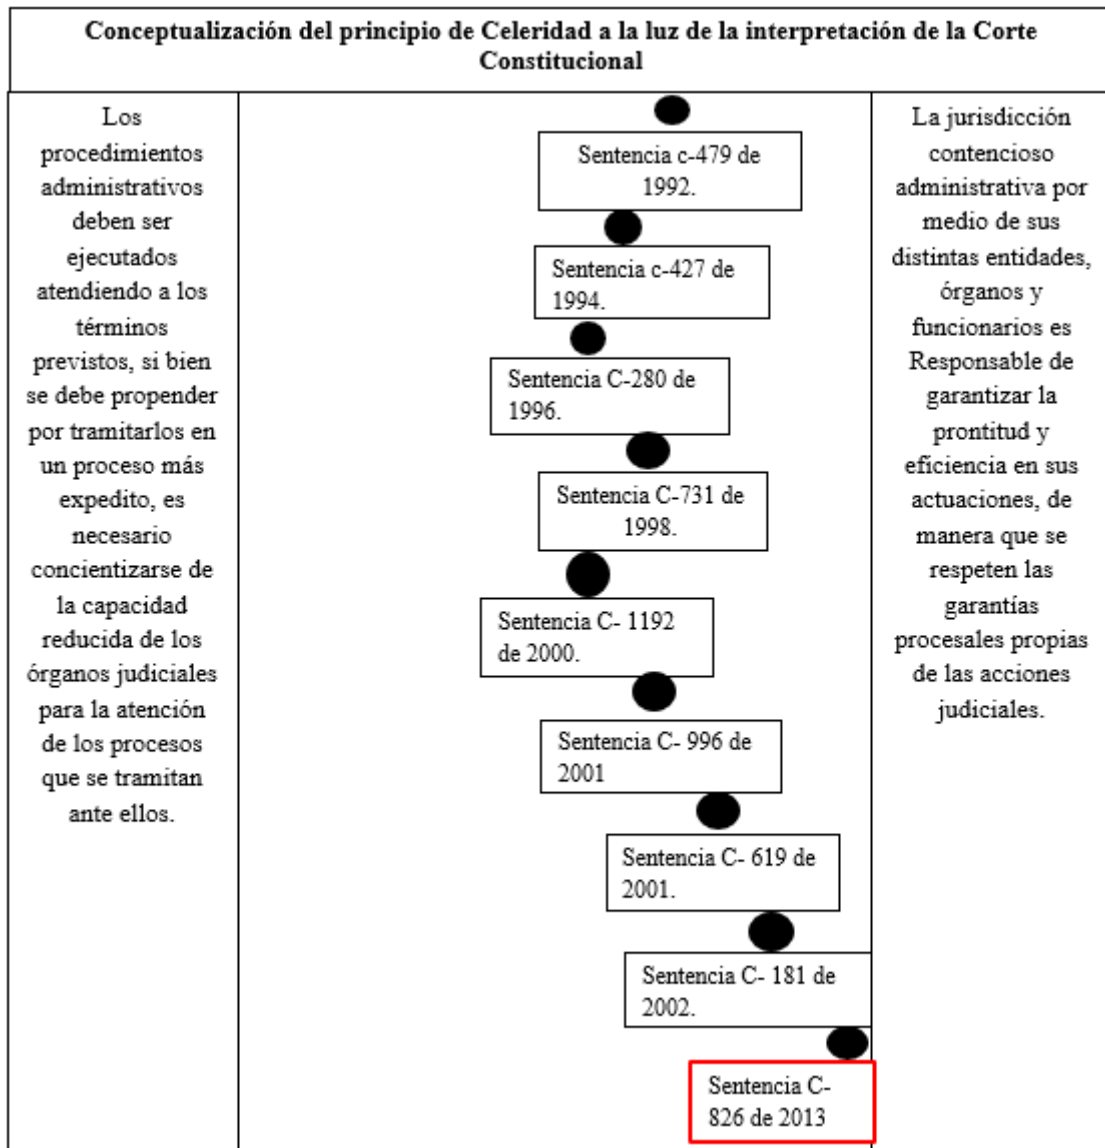 Conceptualización del principio de Celeridad a la luz de la interpretación de la Corte
Constitucional
Los
procedimientos
administrativos
deben ser
ejecutados
atendiendo a los
términos
previstos, si bien
se debe propender
por tramitarlos en
un proceso más
expedito, es
necesario
concientizarse de
la capacidad
reducida de los
órganos judiciales
para la atención
de los procesos
que se tramitan
ante ellos.
Sentencia c-479 de
1992.
Sentencia c-427 de
1994.
Sentencia C-280 de
1996.
Sentencia C-731 de
1998.
Sentencia C- 1192
de 2000.
Sentencia C- 996 de
2001
Sentencia C- 619 de
2001.
Sentencia C- 181 de
2002.
Sentencia C-
826 de 2013
La jurisdicción
contencioso
administrativa por
medio de sus
distintas entidades,
órganos y
funcionarios es
Responsable de
garantizar la
prontitud y
eficiencia en sus
actuaciones, de
manera que se
respeten las
garantías
procesales propias
de las acciones
judiciales.